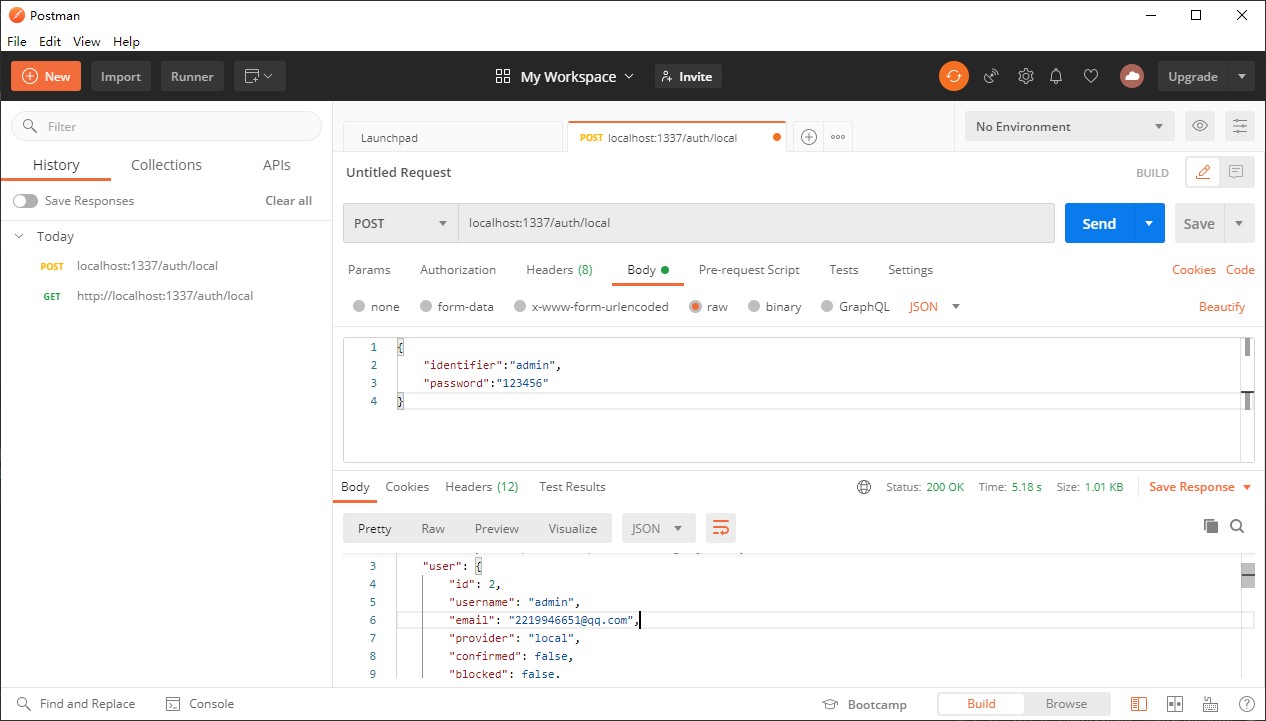 Postman
File Edit View Help
New Import Runner My Workspace Invite Upgrade
Filter
History Collections APIs
Save Responses Clear all
Today
POST localhost:1337/auth/local
GET http://localhost:1337/auth/local
Launchpad POST localhost:1337/auth/local No Environment
Untitled Request BUILD
POST localhost:1337/auth/local Send Save
Params Authorization Headers (8) Body Pre-request Script Tests Settings Cookies Code
none form-data x-www-form-urlencoded raw binary GraphQL JSON Beautify
1 {
2 "identifier":"admin",
3 "password":"123456"
4 }
Body Cookies Headers (12) Test Results Status: 200 OK Time: 5.18 s Size: 1.01 KB Save Response
Pretty Raw Preview Visualize JSON
3 "user": {
4 "id": 2,
5 "username": "admin",
6 "email": "2219946651@qq.com",
7 "provider": "local",
8 "confirmed": false,
9 "blocked": false,
Find and Replace Console Bootcamp Build Browse